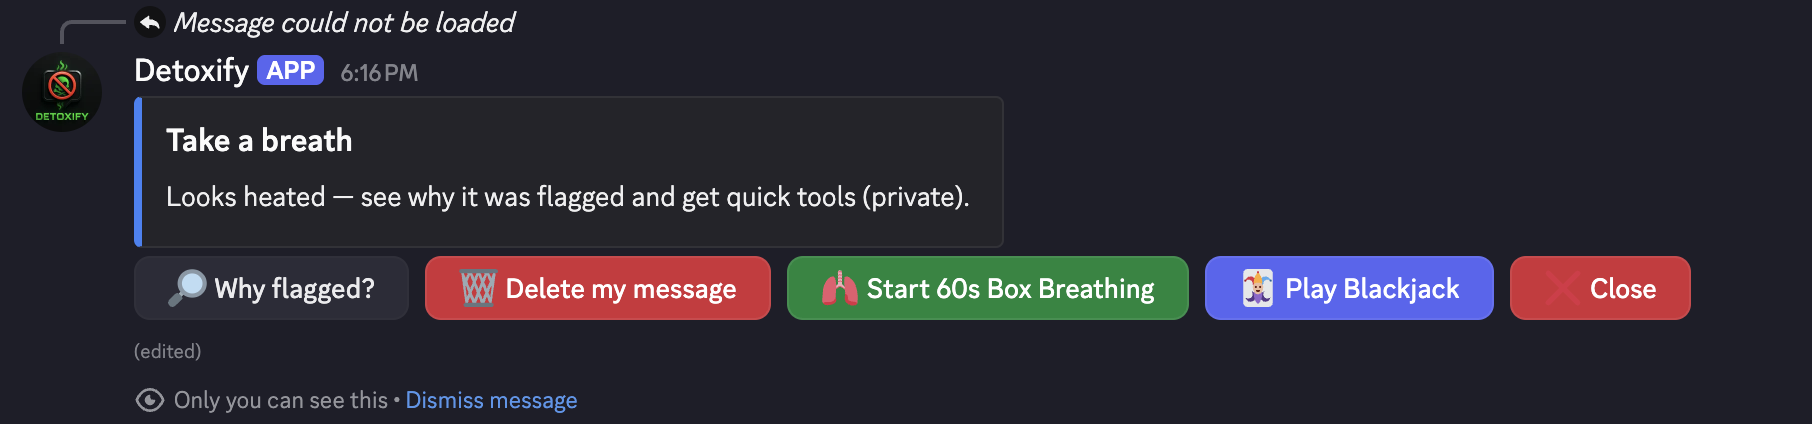 Message could not be loaded
Detoxify APP 6:16 PM
DETOXIFY
Take a breath
Looks heated — see why it was flagged and get quick tools (private).
Why flagged? Delete my message Start 60s Box Breathing Play Blackjack Close
(edited)
Only you can see this • Dismiss message